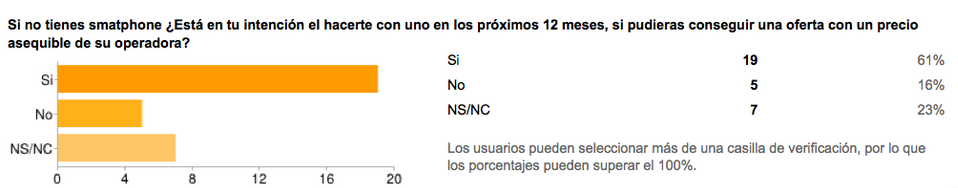 Si no tienes smatphone ¿Está en tu intención el hacerte con uno en los próximos 12 meses, si pudieras conseguir una oferta con un precio
asequible de su operadora?
Si
No
NS/NC
0 4 8 12 16 20
Si 19 61%
No 5 16%
NS/NC 7 23%
Los usuarios pueden seleccionar más de una casilla de verificación, por lo que
los porcentajes pueden superar el 100%.